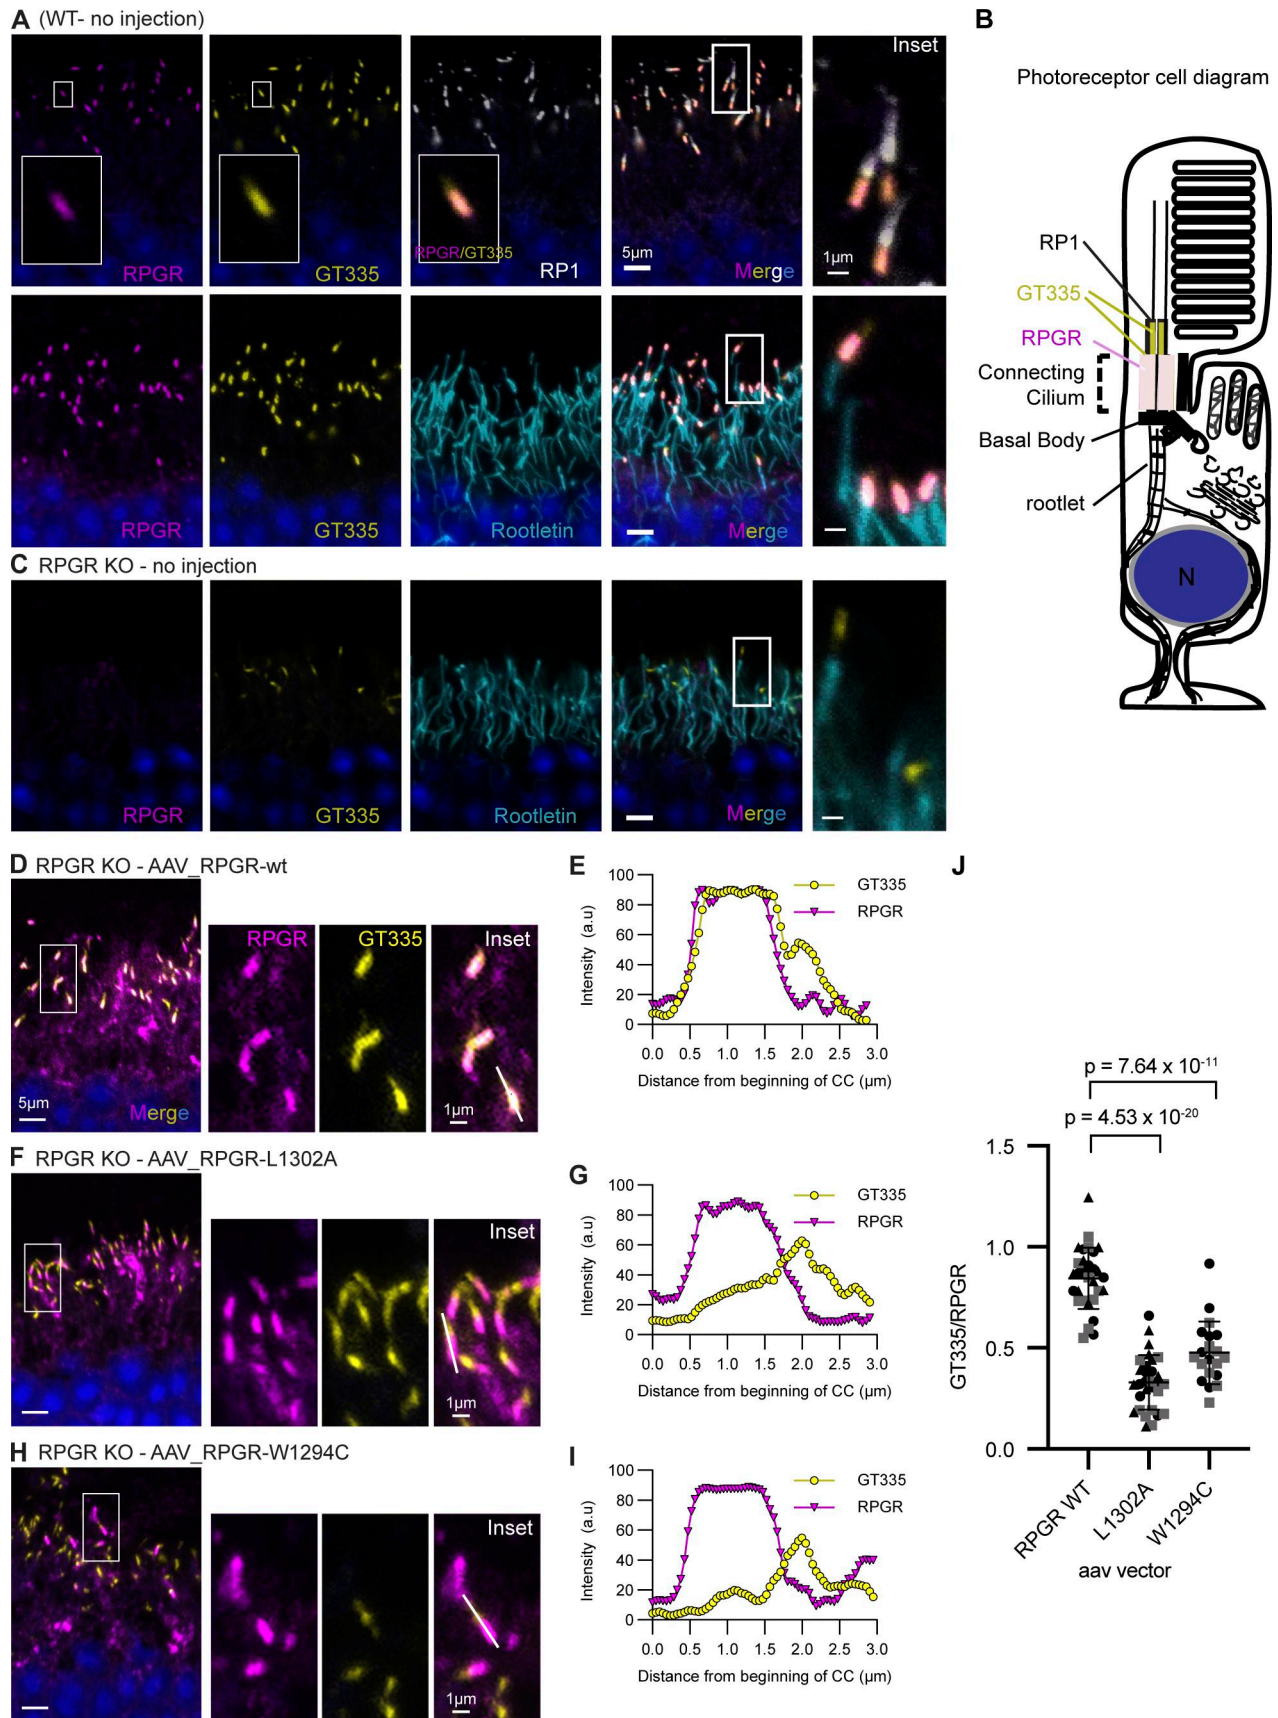 A (WT- no injection)
RPGR
GT335
RPGR/GT335
RP1
5μm
Merge
Inset
1μm
RPGR
GT335
Rootletin
Merge
B
Photoreceptor cell diagram
RP1
GT335
RPGR
Connecting
Cilium
Basal Body
rootlet
N
C RPGR KO - no injection
RPGR
GT335
Rootletin
Merge
D RPGR KO - AAV_RPGR-wt
5μm
Merge
RPGR
GT335
Inset
1μm
E
100
80
60
40
20
0
Intensity (a.u)
GT335
RPGR
0.0 0.5 1.0 1.5 2.0 2.5 3.0
Distance from beginning of CC (μm)
F RPGR KO - AAV_RPGR-L1302A
Inset
1μm
G
100
80
60
40
20
0
Intensity (a.u)
GT335
RPGR
0.0 0.5 1.0 1.5 2.0 2.5 3.0
Distance from beginning of CC (μm)
H RPGR KO - AAV_RPGR-W1294C
Inset
1μm
I
100
80
60
40
20
0
Intensity (a.u)
GT335
RPGR
0.0 0.5 1.0 1.5 2.0 2.5 3.0
Distance from beginning of CC (μm)
J
p = 7.64 x 10-11
p = 4.53 x 10-20
1.5
1.0
0.5
0.0
GT335/RPGR
RPGR WT
L1302A
W1294C
aav vector